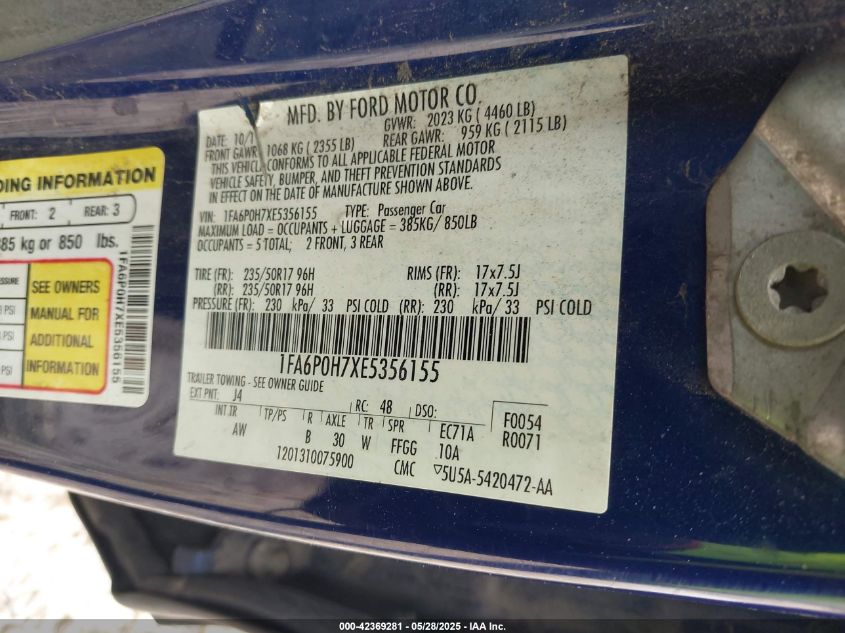 DING INFORMATION
FRONT: 2 REAR: 3
385 kg or 850 lbs.
SEE OWNERS
MANUAL FOR
ADDITIONAL
INFORMATION
PSI
PSI
1FA6P0H7XE5356155
MFD. BY FORD MOTOR CO.
DATE: 10/1 GVWR: 2023 KG ( 4460 LB)
FRONT GAWR: 1068 KG ( 2355 LB) REAR GAWR: 959 KG ( 2115 LB)
THIS VEHICLE CONFORMS TO ALL APPLICABLE FEDERAL MOTOR
VEHICLE SAFETY, BUMPER, AND THEFT PREVENTION STANDARDS
IN EFFECT ON THE DATE OF MANUFACTURE SHOWN ABOVE.
VIN: 1FA6P0H7XE5356155 TYPE: Passenger Car
MAXIMUM LOAD = OCCUPANTS + LUGGAGE = 385KG/ 850LB
OCCUPANTS = 5 TOTAL; 2 FRONT, 3 REAR
TIRE (FR): 235/50R17 96H RIMS (FR): 17x7.5J
(RR): 235/50R17 96H (RR): 17x7.5J
PRESSURE (FR): 230 kPa/ 33 PSI COLD (RR): 230 kPa/ 33 PSI COLD
1FA6P0H7XE5356155
TRAILER TOWING - SEE OWNER GUIDE
EXT PNT: J4 RC: 48 DSO: F0054
INT TR TP/PS R AXLE TR SPR EC71A R0071
AW B 30 W FFGG 10A
1201310075900 CMC ▽5U5A-5420472-AA
000-42369281 - 05/28/2025 - IAA Inc.